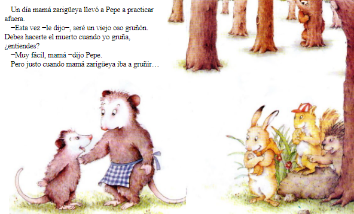 Un día mamá zarigüeya llevó a Pepe a practicar
afuera.
−Esta vez −le dijo−, seré un viejo oso gruñón.
Debes hacerte el muerto cuando yo gruña,
¿entiendes?
−Muy fácil, mamá −dijo Pepe.
Pero justo cuando mamá zarigüeya iba a gruñir…